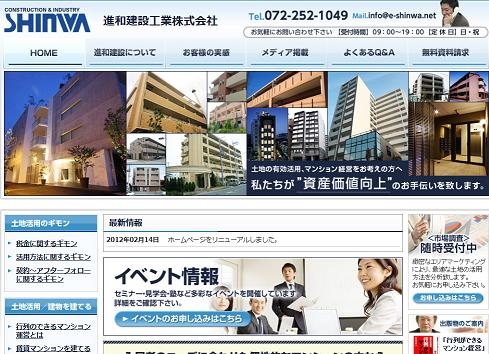 CONSTRUCTION & INDUSTRY
SHINWA 進和建設工業株式会社
Tel.072-252-1049 Mail.info@e-shinwa.net
お気軽にお問い合わせ下さい【受付時間】09:00〜19:00【定休日】日・祝
HOME 進和建設について お客様の実感 メディア掲載 よくあるQ&A 無料資料請求
土地の有効活用、マンション経営をお考えの方へ
私たちが"資産価値向上"のお手伝いを致します。
土地活用のギモン
税金に関するギモン
活用方法に関するギモン
契約〜アフターフォローに関するギモン
土地活用／建物を建てる
行列のできるマンション運営とは
賃貸マンションを建てる
最新情報
2012年02月14日 ホームページをリニューアルしました。
イベント情報
セミナー・見学会・塾など多彩なイベントを開催しています
詳細をご確認下さい。
イベントのお申し込みはこちら
<市場調査>
随時受付中
緻密なエリアマーケティングにより、最適な土地の活用方法を分析致します。
お気軽にお申し込み下さい。
お申し込みはこちら
出版物のご案内
「行列ができるマンション経営」